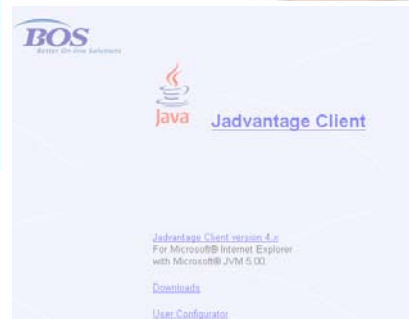 BOS
Better On-line Solutions
Java
Jadvantage Client
Jadvantage Client version 4.x
For Microsoft® Internet Explorer
with Microsoft® JVM 5.00.
Downloads
User Configurator